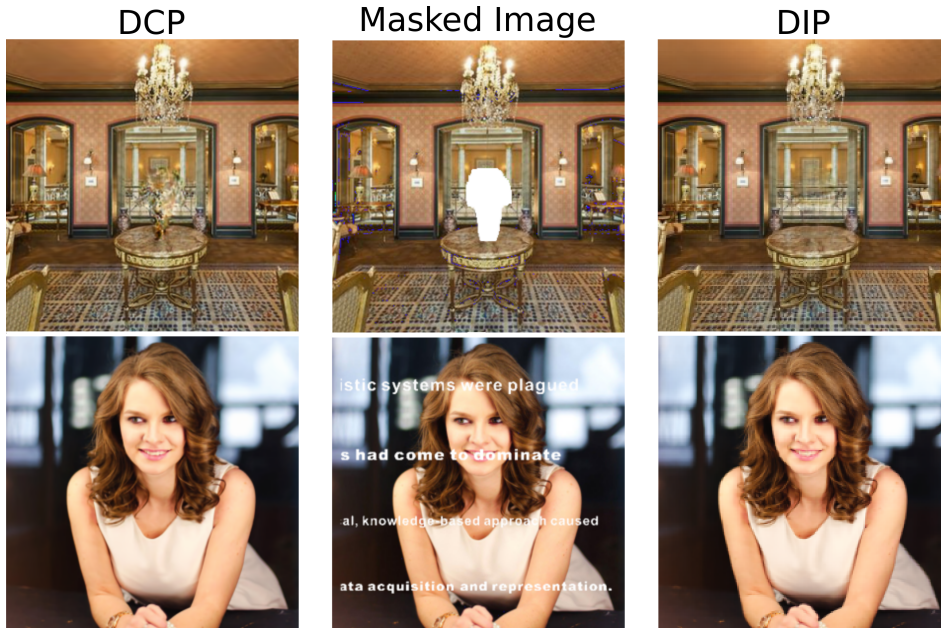 DCP
Masked Image
DIP
istic systems were plagued
s had come to dominate
al, knowledge-based approach caused
ata acquisition and representation.